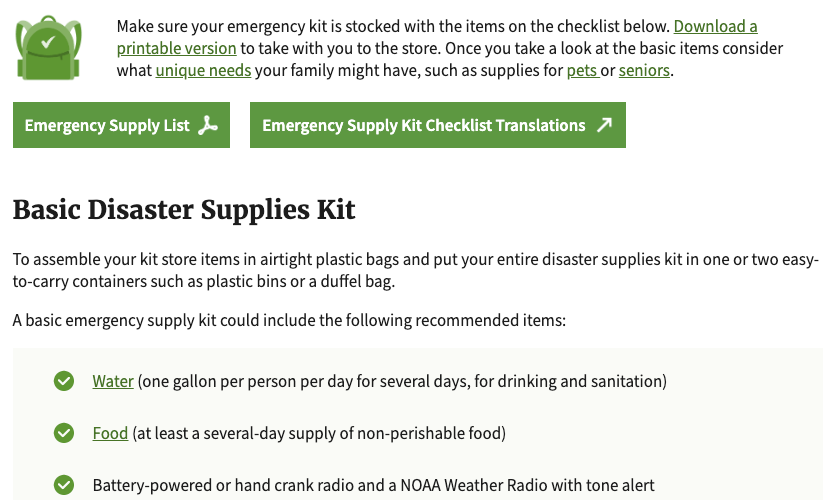 Make sure your emergency kit is stocked with the items on the checklist below. Download a
printable version to take with you to the store. Once you take a look at the basic items consider
what unique needs your family might have, such as supplies for pets or seniors.
Emergency Supply List
Emergency Supply Kit Checklist Translations
Basic Disaster Supplies Kit
To assemble your kit store items in airtight plastic bags and put your entire disaster supplies kit in one or two easy-
to-carry containers such as plastic bins or a duffel bag.
A basic emergency supply kit could include the following recommended items:
Water (one gallon per person per day for several days, for drinking and sanitation)
Food (at least a several-day supply of non-perishable food)
Battery-powered or hand crank radio and a NOAA Weather Radio with tone alert